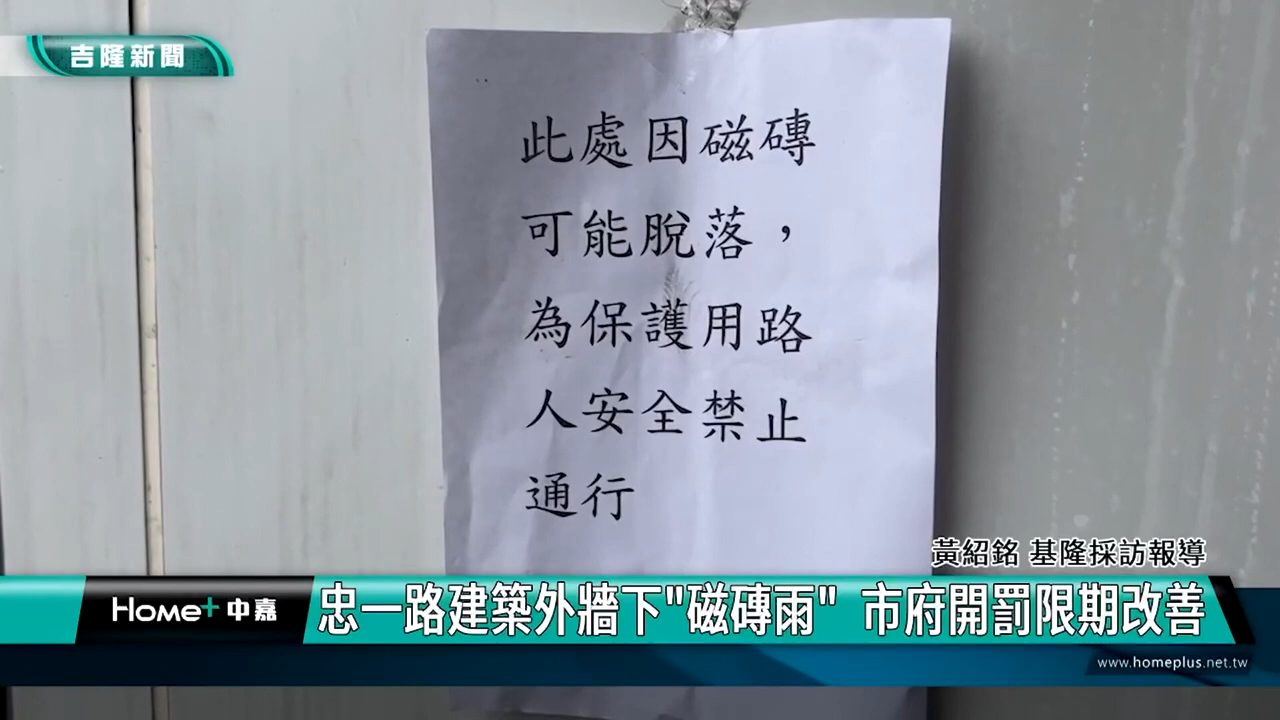 吉隆新聞
此處因磁磚
可能脫落，
為保護用路
人安全禁止
通行
黃紹銘 基隆採訪報導
Home+中嘉
忠一路建築外牆下"磁磚雨" 市府開罰限期改善
www.homeplus.net.tw